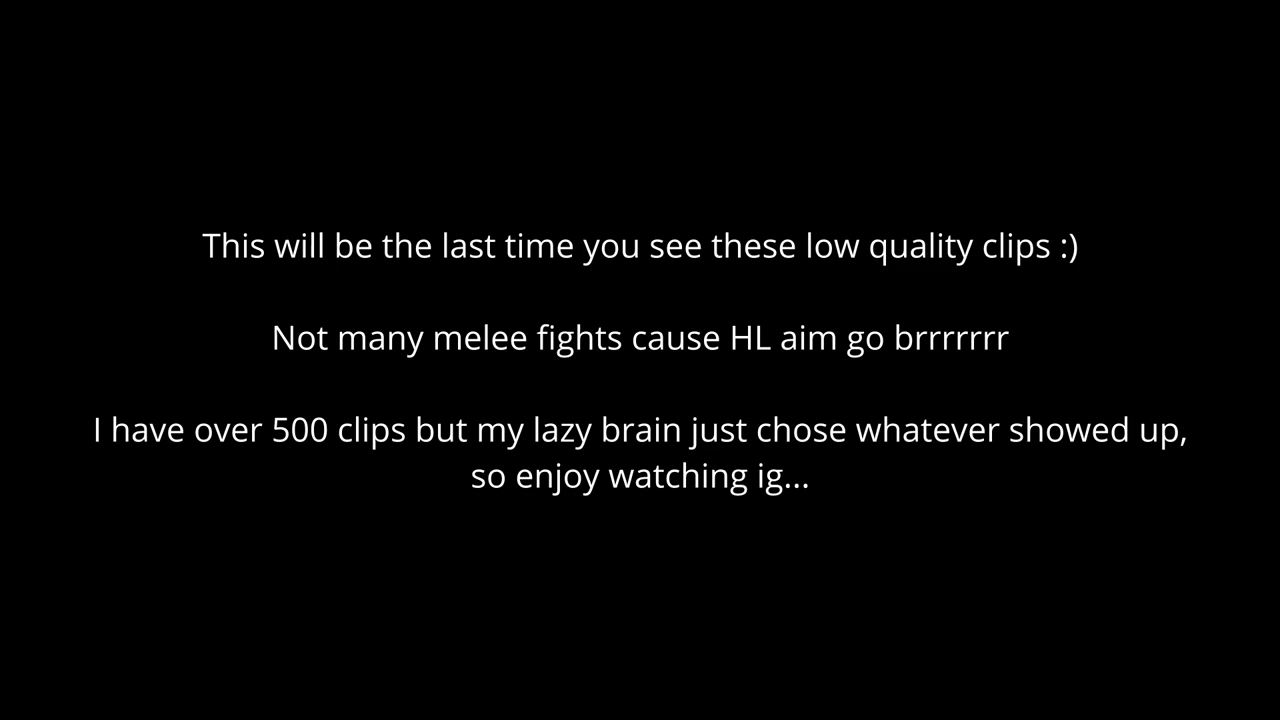 This will be the last time you see these low quality clips :)
Not many melee fights cause HL aim go brrrrrrr
I have over 500 clips but my lazy brain just chose whatever showed up,
so enjoy watching ig...